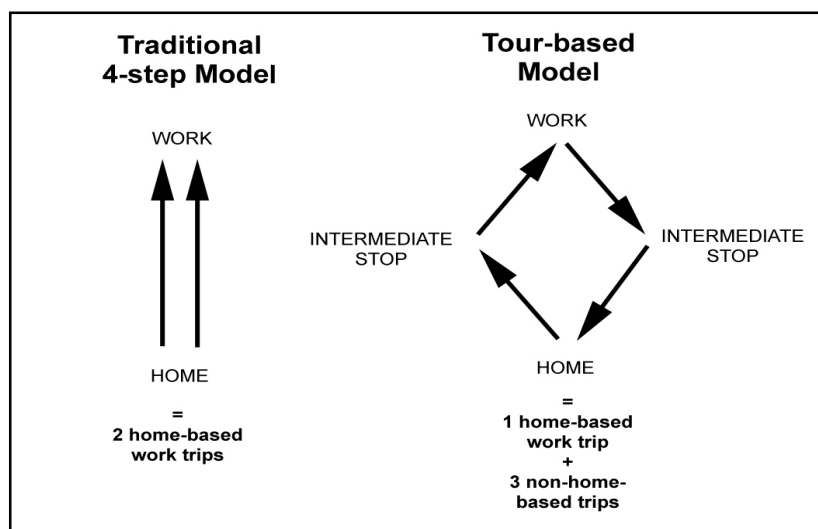 Traditional
4-step Model
WORK
HOME
=
2 home-based
work trips
Tour-based
Model
WORK
INTERMEDIATE
STOP
INTERMEDIATE
STOP
HOME
=
1 home-based
work trip
+
3 non-home-
based trips